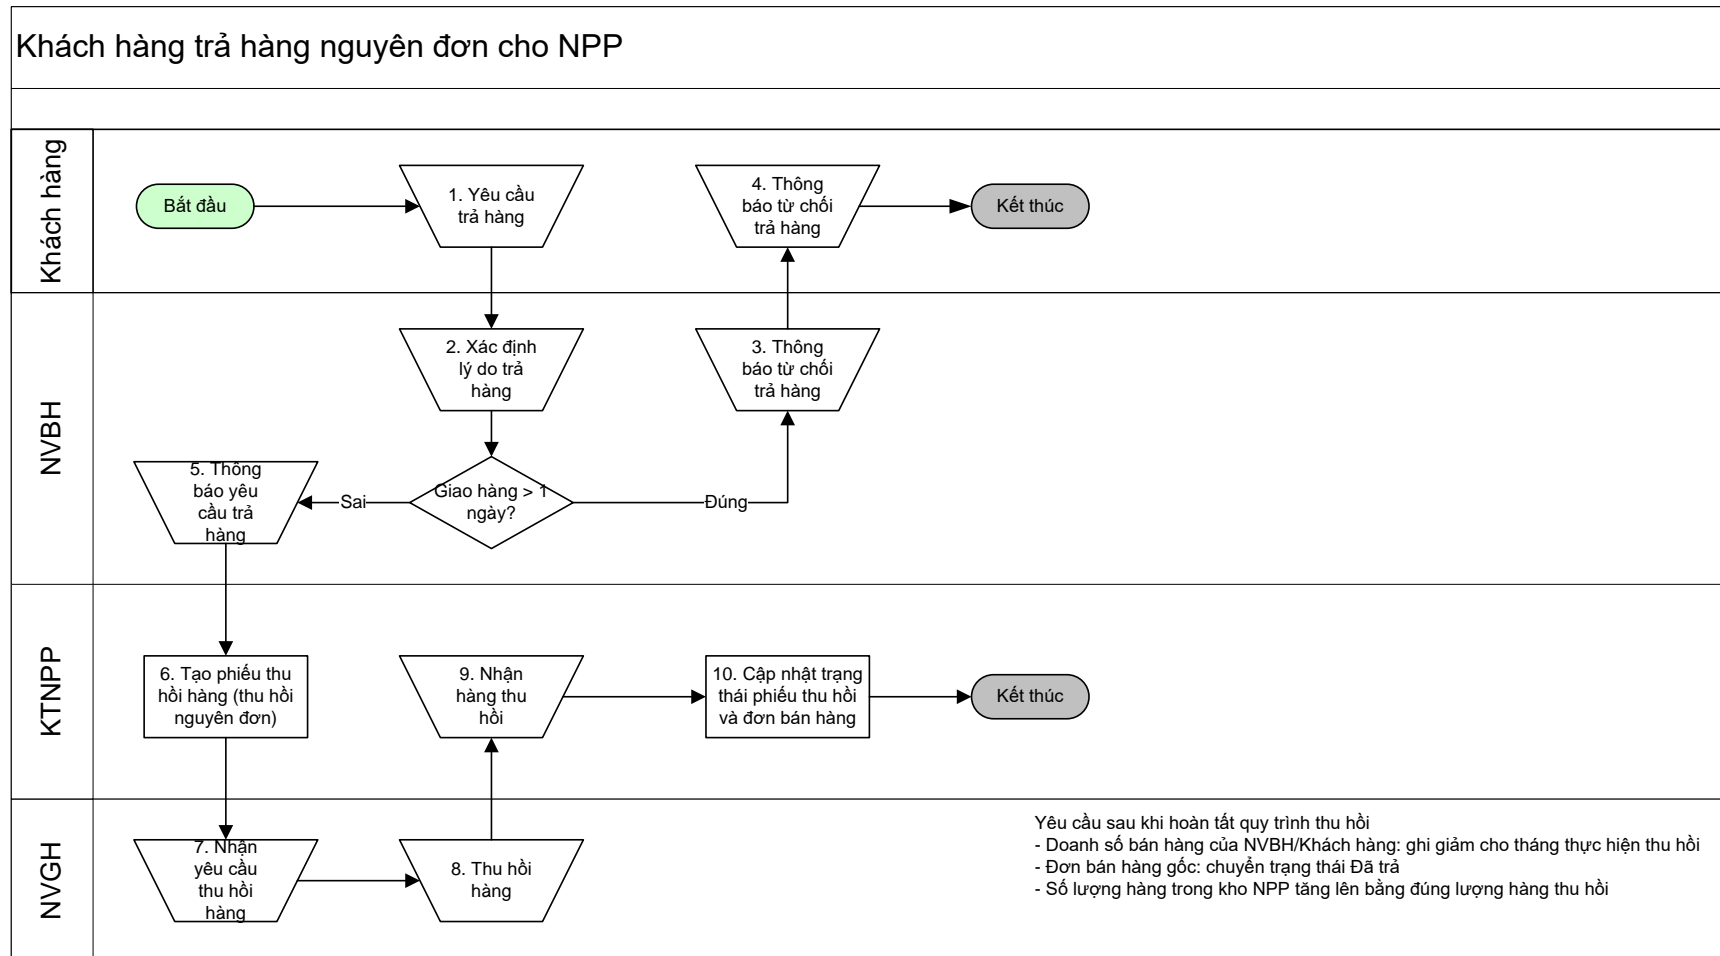 Khách hàng trả hàng nguyên đơn cho NPP
Khách hàng
Bắt đầu
1. Yêu cầu
trả hàng
4. Thông
báo từ chối
trả hàng
Kết thúc
NVBH
2. Xác định
lý do trả
hàng
3. Thông
báo từ chối
trả hàng
5. Thông
báo yêu
cầu trả
hàng
Sai
Giao hàng > 1
ngày?
Đúng
KTNPP
6. Tạo phiếu thu
hồi hàng (thu hồi
nguyên đơn)
9. Nhận
hàng thu
hồi
10. Cập nhật trạng
thái phiếu thu hồi
và đơn bán hàng
Kết thúc
NVGH
7. Nhận
yêu cầu
thu hồi
hàng
8. Thu hồi
hàng
Yêu cầu sau khi hoàn tất quy trình thu hồi
- Doanh số bán hàng của NVBH/Khách hàng: ghi giảm cho tháng thực hiện thu hồi
- Đơn bán hàng gốc: chuyển trạng thái Đã trả
- Số lượng hàng trong kho NPP tăng lên bằng đúng lượng hàng thu hồi